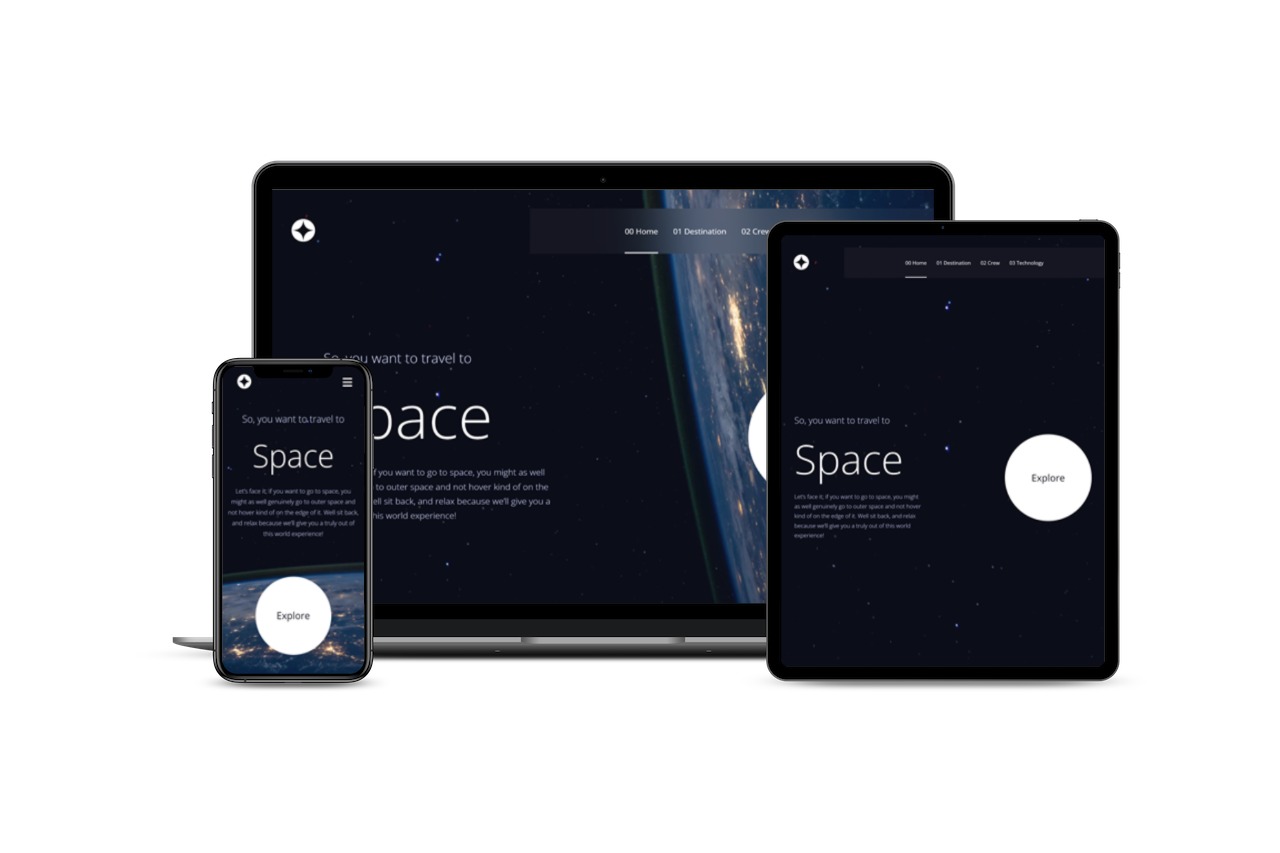 00 Home 01 Destination 02 Crew
So, you want to travel to
pace
f you want to go to space, you might as well
to outer space and not hover kind of on the
ell sit back, and relax because we'll give you a
his world experience!
So, you want to travel to
Space
Let's face it, if you want to go to space, you
might as well genuinely go to outer space and
not hover kind of on the edge of it. Well sit back,
and relax because we'll give you a truly out of
this world experience!
Explore
00 Home 01 Destination 02 Crew 03 Technology
So, you want to travel to
Space
Let's face it, if you want to go to space, you might
as well genuinely go to outer space and not hover
kind of on the edge of it. Well sit back, and relax
because we'll give you a truly out of this world
experience!
Explore